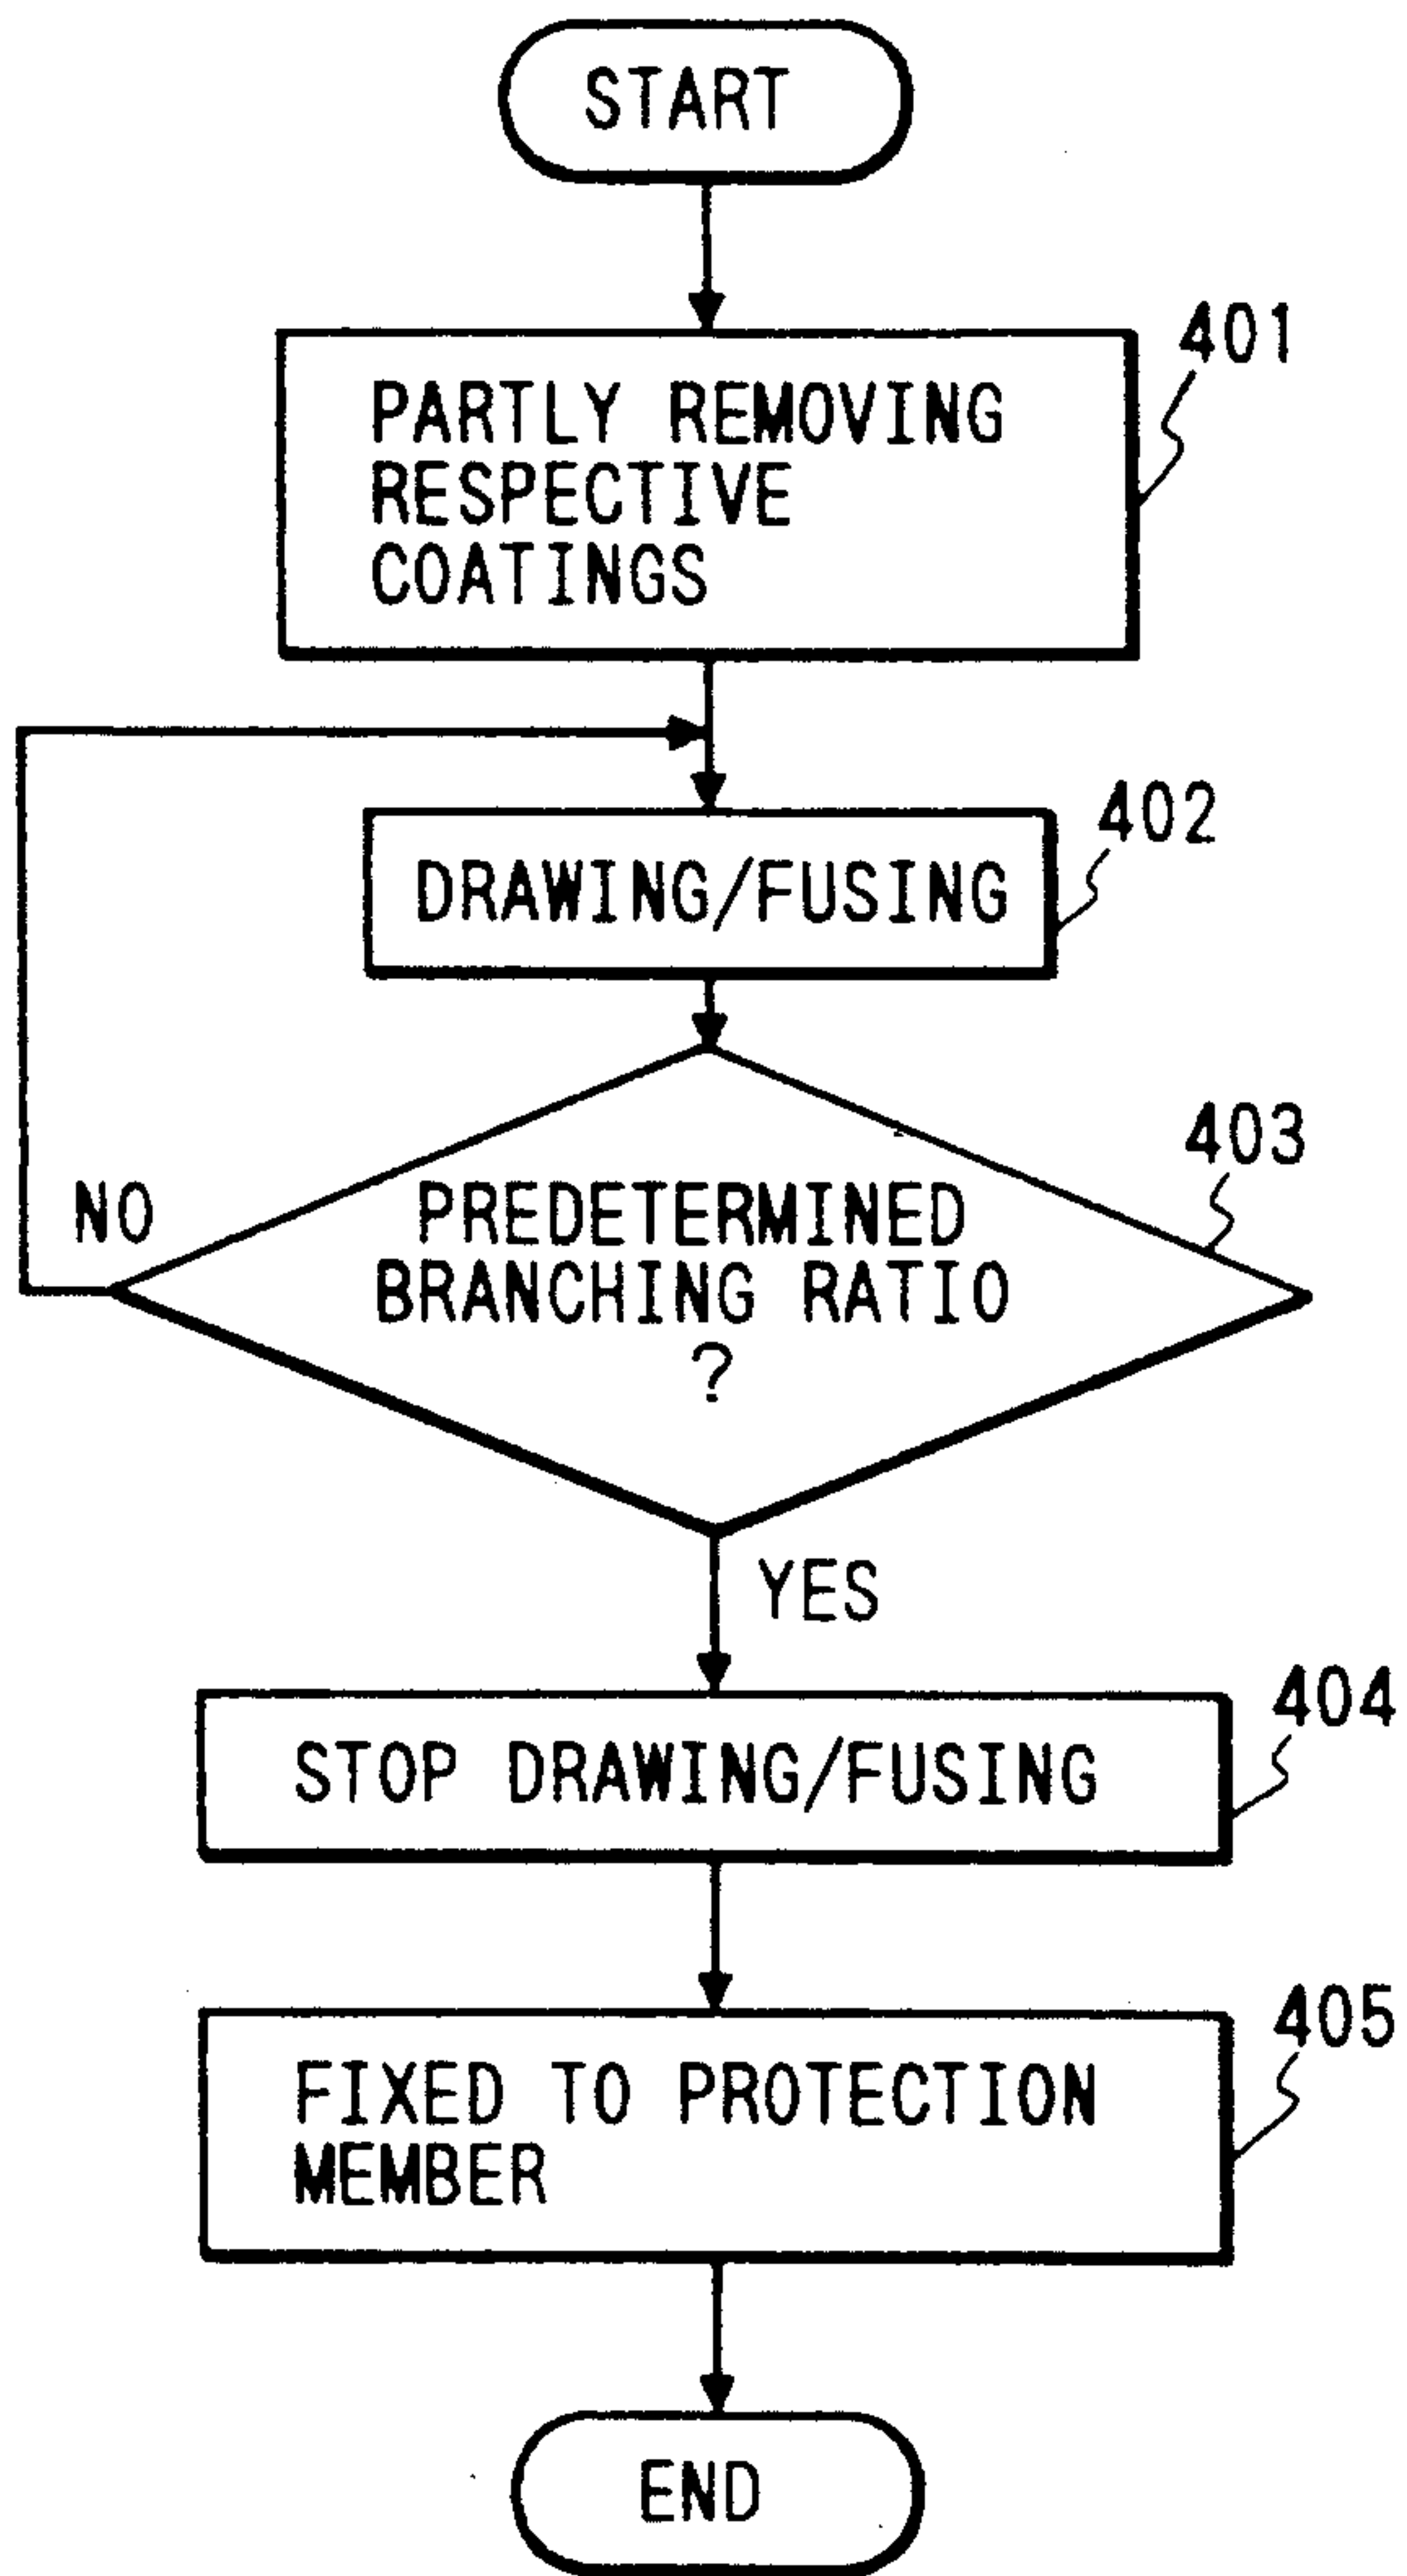 START
401
PARTLY REMOVING
RESPECTIVE
COATINGS
402
DRAWING/FUSING
403
NO
PREDETERMINED
BRANCHING RATIO
?
YES
404
STOP DRAWING/FUSING
405
FIXED TO PROTECTION
MEMBER
END